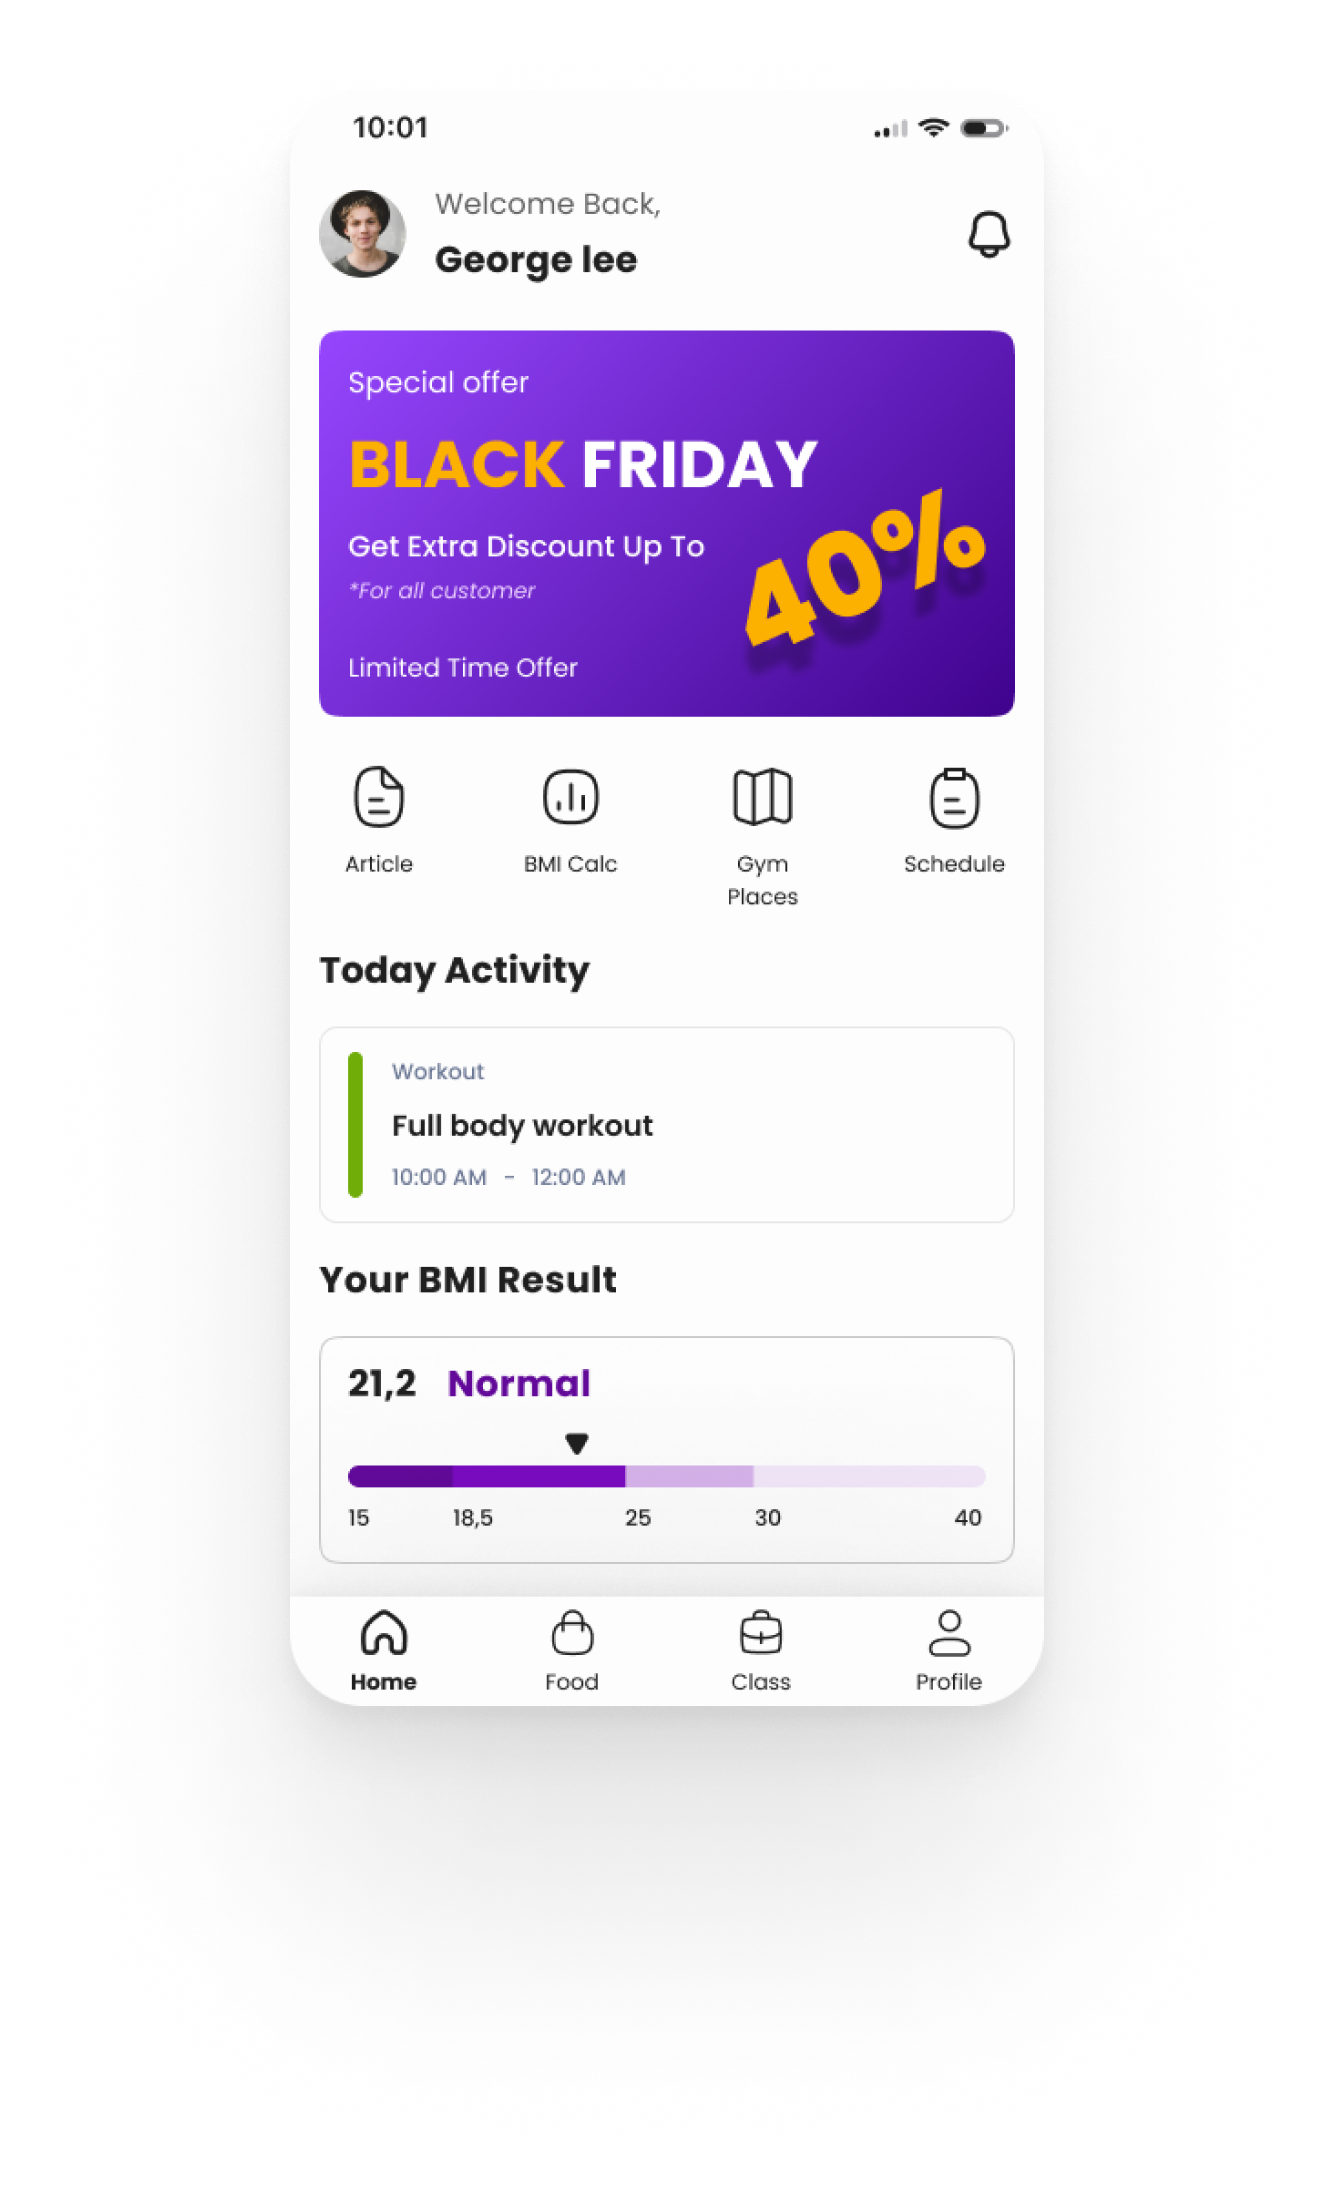 10:01
Welcome Back,
George lee
Special offer
BLACK FRIDAY
Get Extra Discount Up To
40%
*For all customer
Limited Time Offer
Article
BMI Calc
Gym
Places
Schedule
Today Activity
Workout
Full body workout
10:00 AM - 12:00 AM
Your BMI Result
21,2 Normal
15 18,5 25 30 40
Home Food Class Profile